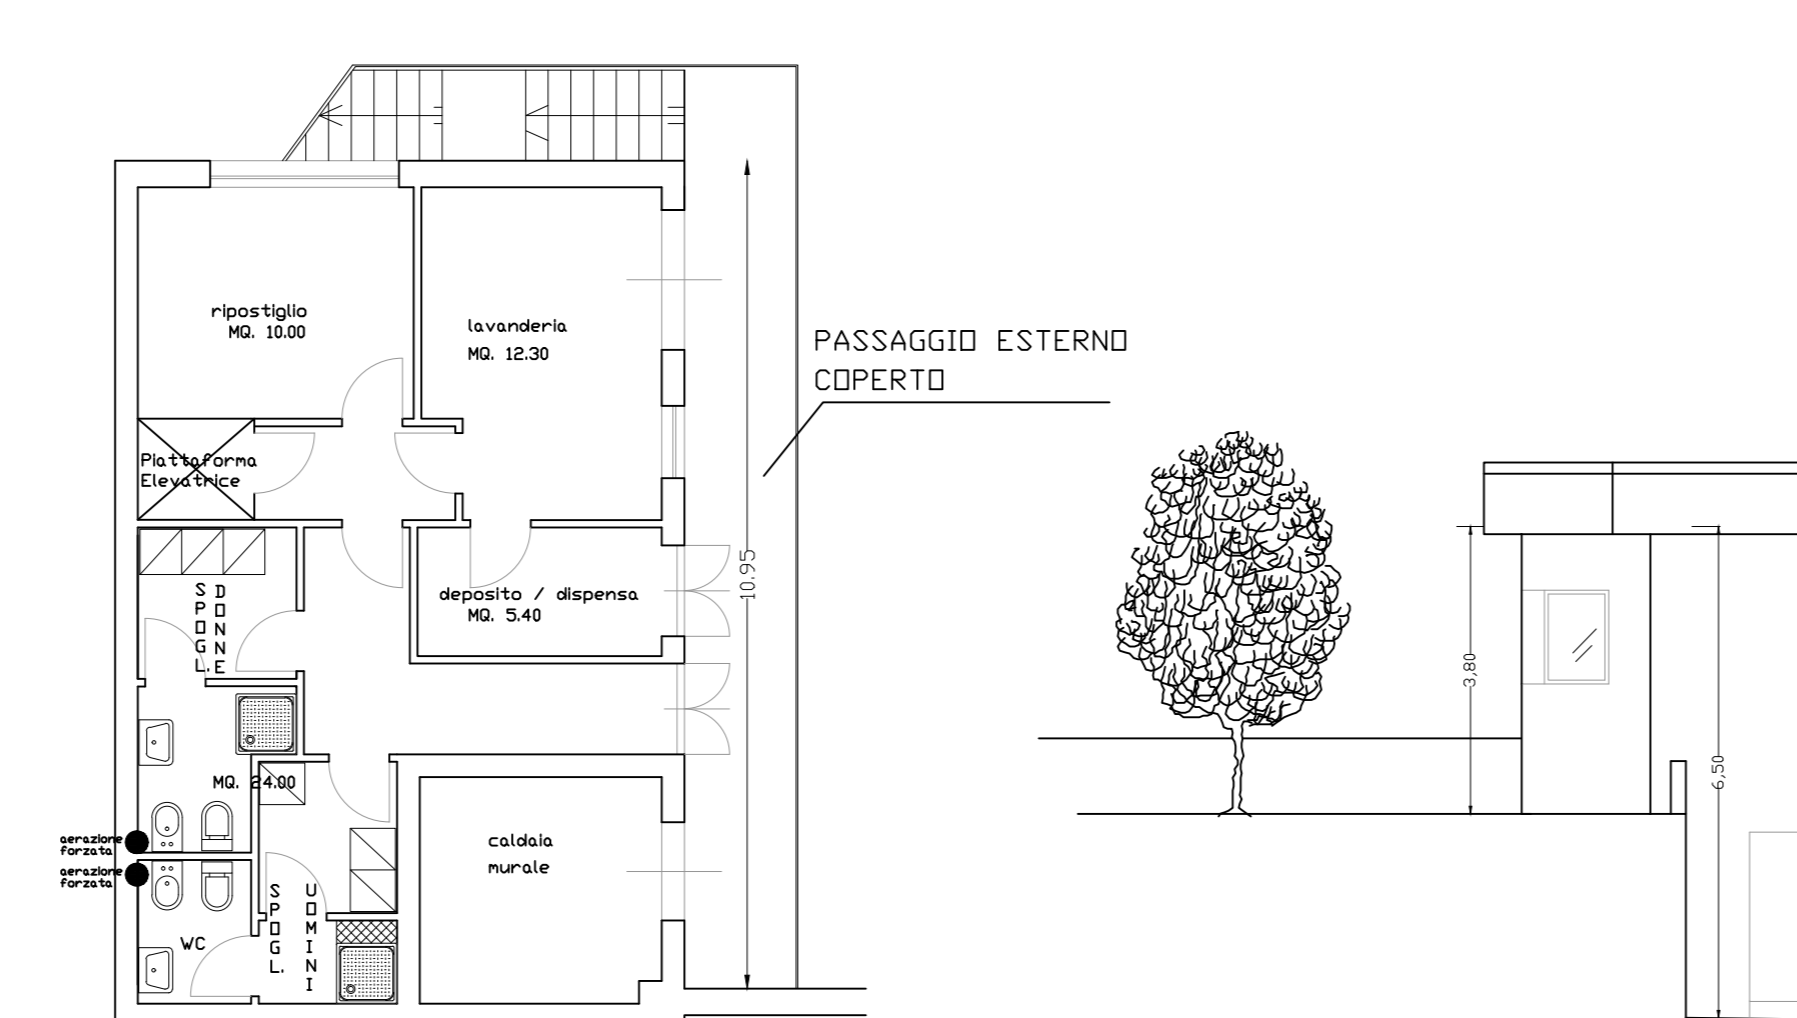 ripostiglio
MQ. 10.00
lavanderia
MQ. 12.30
PASSAGGIO ESTERNO
COPERTO
Piattaforma
Elevatrice
10.95
deposito / dispensa
MQ. 5.40
SPOGL.
DONNE
3,80
6,50
MQ. 24.00
aerazione
forzata
aerazione
forzata
caldaia
murale
SPOGL.
UOMINI
WC